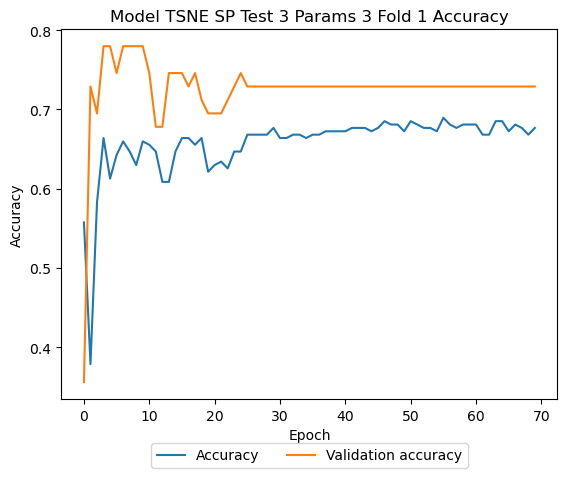 Model TSNE SP Test 3 Params 3 Fold 1 Accuracy
0.8
0.7
0.6
0.5
0.4
Accuracy
0 10 20 30 40 50 60 70
Epoch
Accuracy Validation accuracy